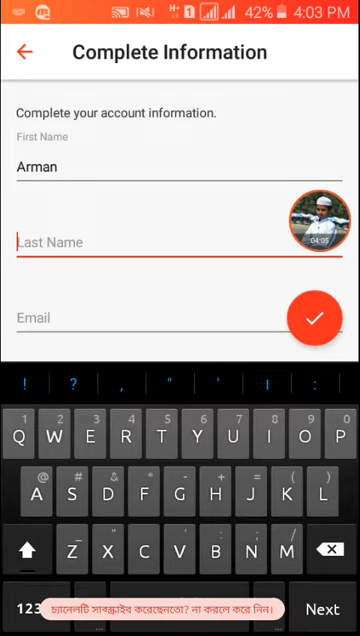 42% 4:03 PM
Complete Information
Complete your account information.
First Name
Arman
Last Name
04:05
Email
! ? , " ' | :
1 2 3 4 5 6 7 8 9 0
Q W E R T Y U I O P
@ # & * - + = ( )
A S D F G H J K L
_ " ' : ; /
Z X C V B N M
123 চ্যানেলটি সাবস্ক্রাইব করেছেনতো? না করলে করে নিন। Next